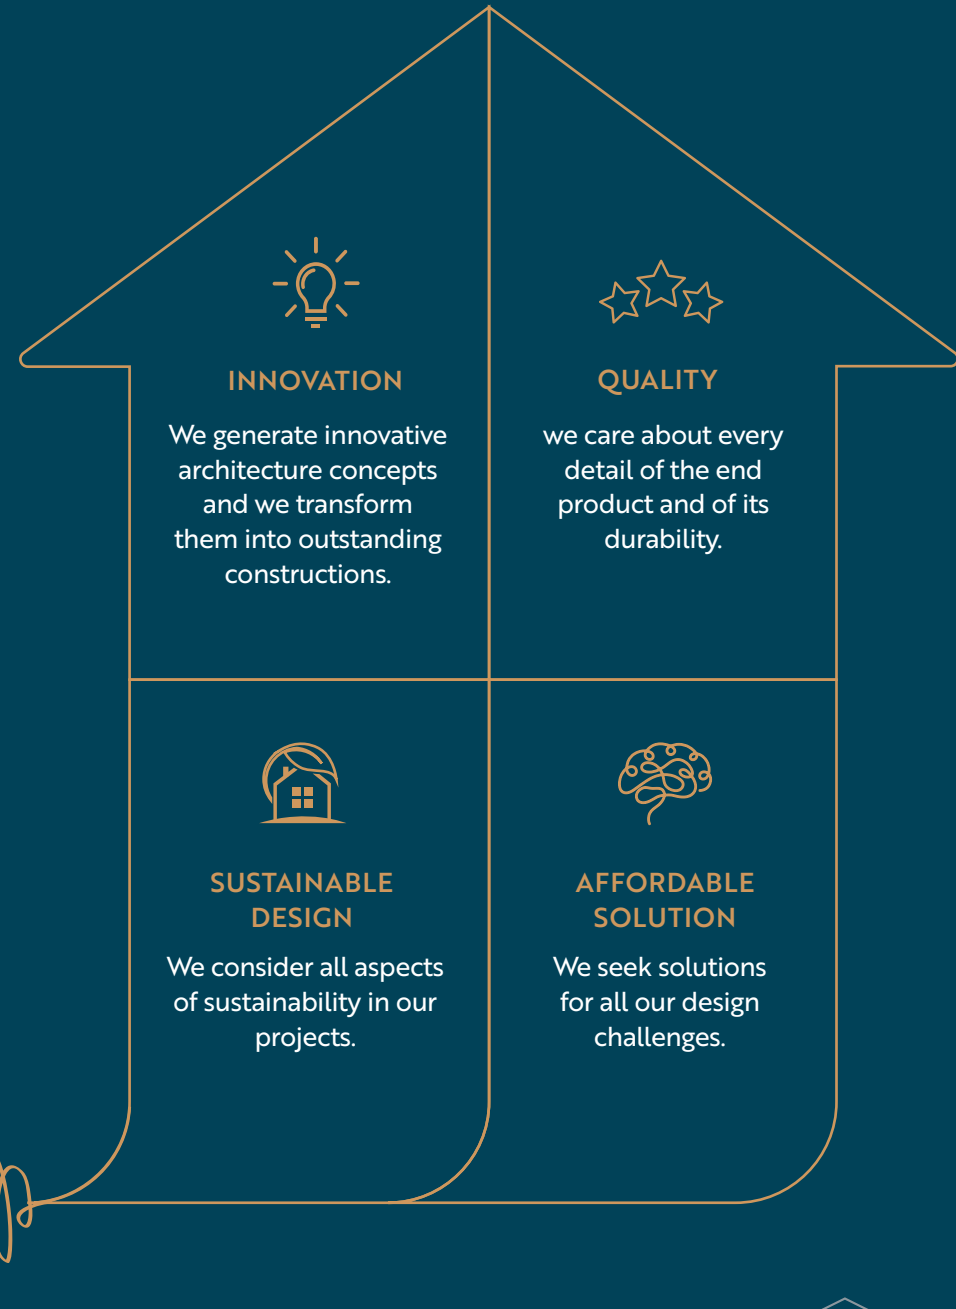 INNOVATION
We generate innovative
architecture concepts
and we transform
them into outstanding
constructions.
QUALITY
we care about every
detail of the end
product and of its
durability.
SUSTAINABLE
DESIGN
We consider all aspects
of sustainability in our
projects.
AFFORDABLE
SOLUTION
We seek solutions
for all our design
challenges.